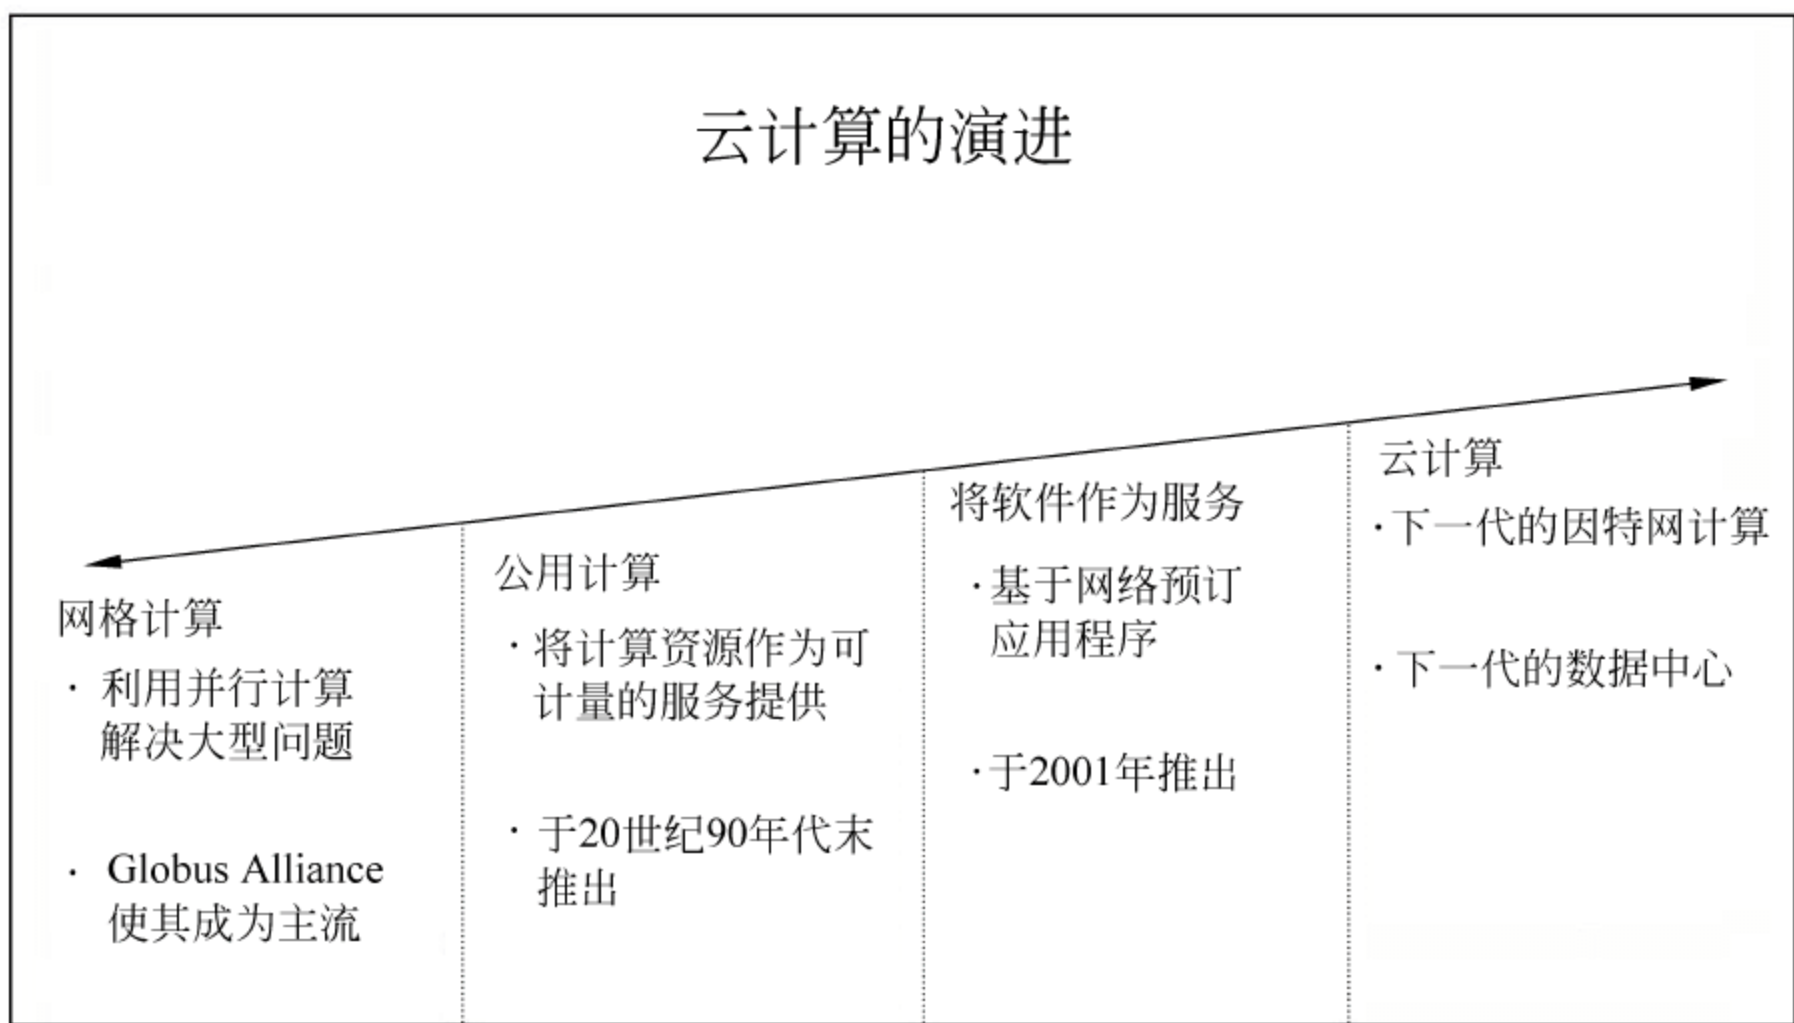 云计算的演进
网格计算
· 利用并行计算
解决大型问题
· Globus Alliance
使其成为主流
公用计算
· 将计算资源作为可
计量的服务提供
· 于20世纪90年代末
推出
将软件作为服务
· 基于网络预订
应用程序
· 于2001年推出
云计算
· 下一代的因特网计算
· 下一代的数据中心